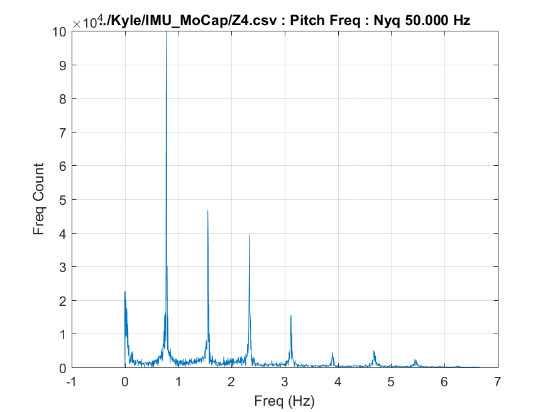 ×10⁴ ../Kyle/IMU_MoCap/Z4.csv : Pitch Freq : Nyq 50.000 Hz
10
9
8
7
6
5
4
3
2
1
0
Freq Count
-1 0 1 2 3 4 5 6 7
Freq (Hz)